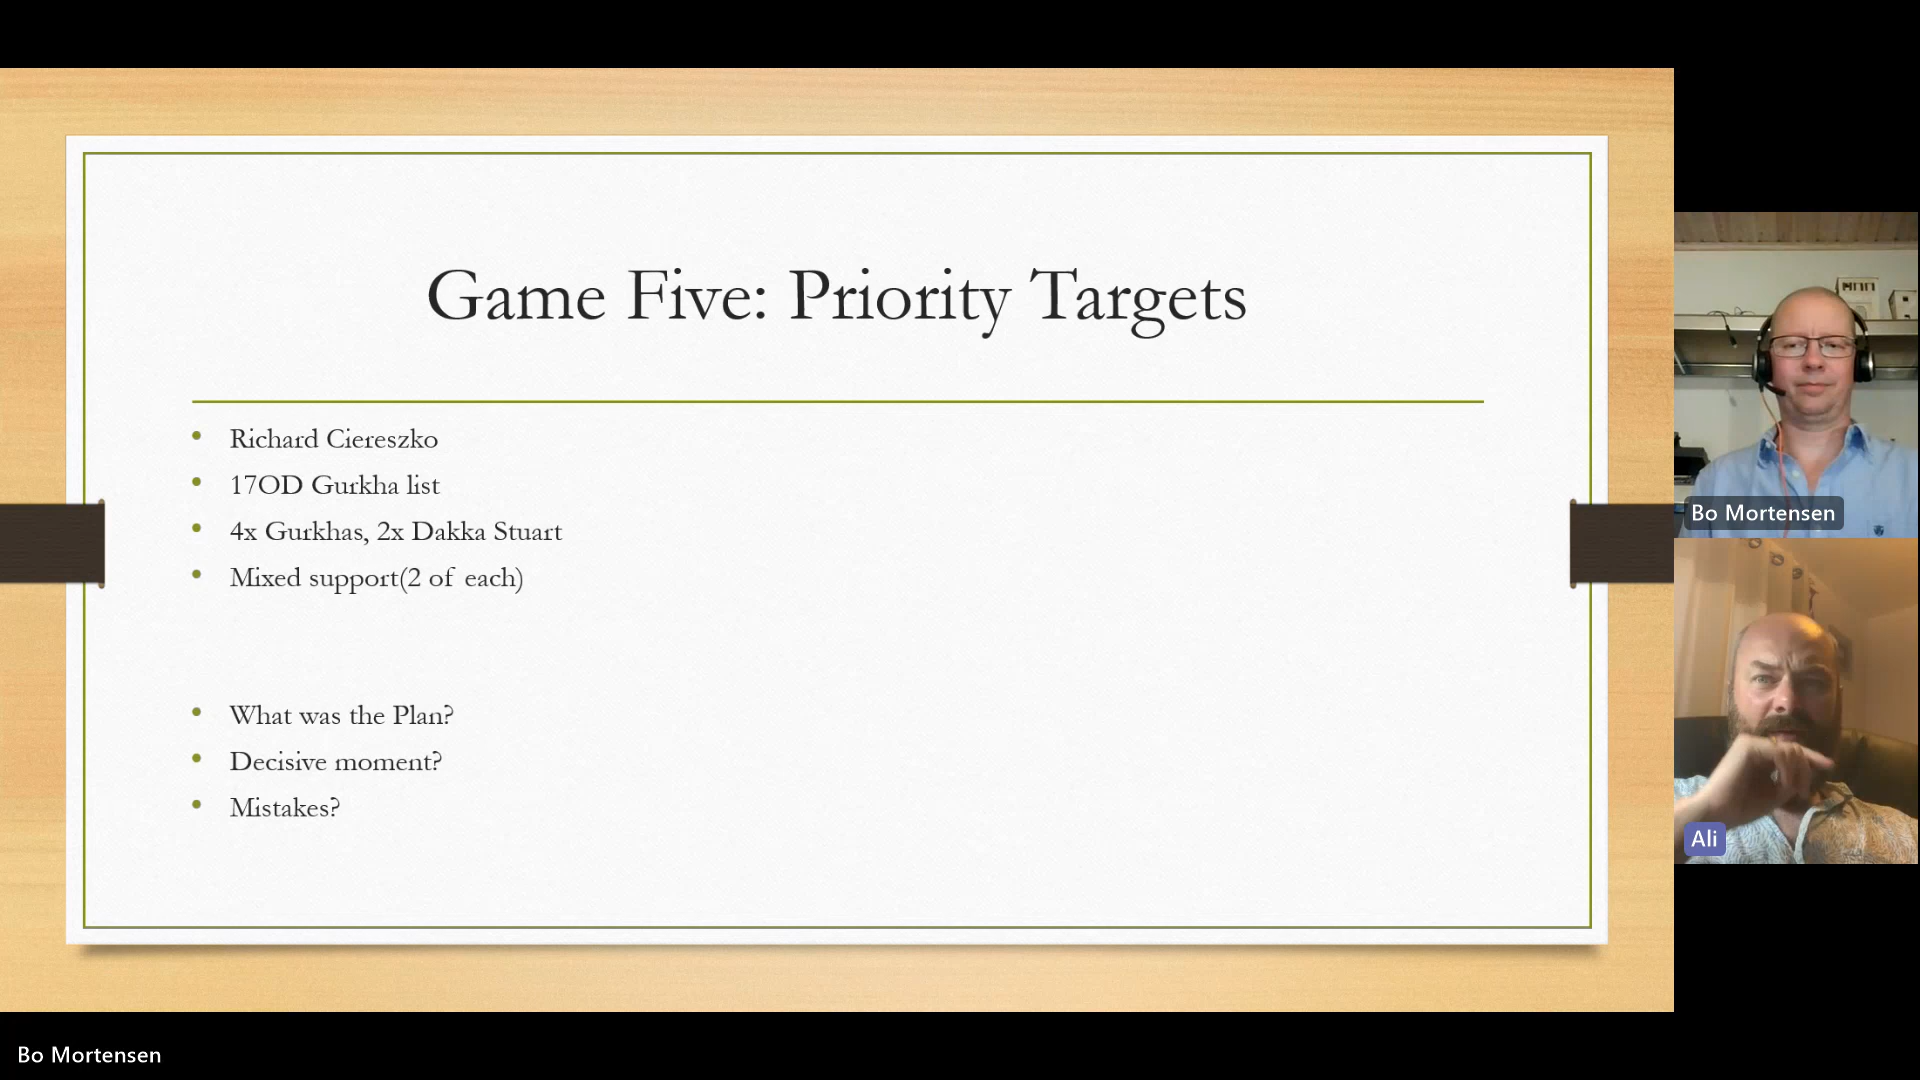 Game Five: Priority Targets
Richard Ciereszko
17OD Gurkha list
4x Gurkhas, 2x Dakka Stuart
Mixed support(2 of each)
What was the Plan?
Decisive moment?
Mistakes?
Bo Mortensen
Ali
Bo Mortensen